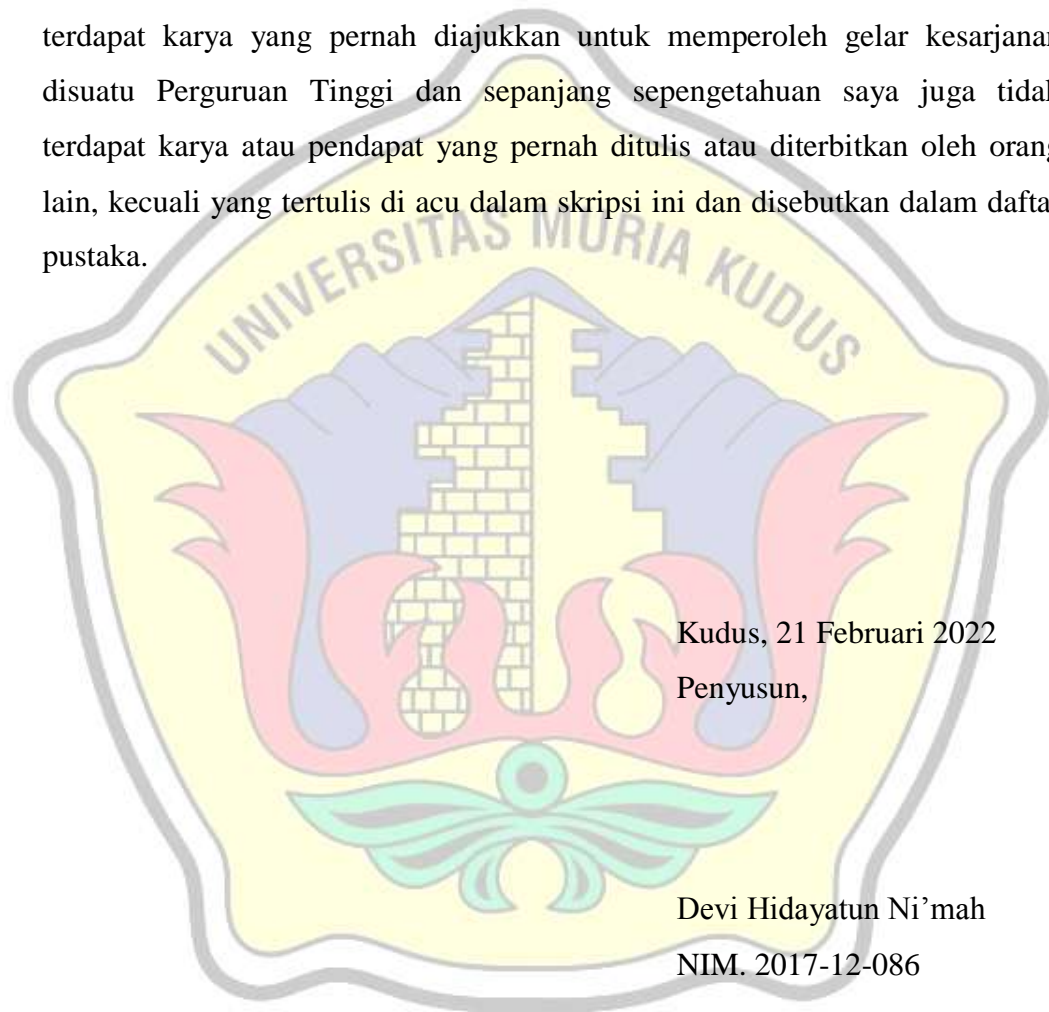 terdapat karya yang pernah diajukkan untuk memperoleh gelar kesarjanan
disuatu Perguruan Tinggi dan sepanjang sepengetahuan saya juga tidak
terdapat karya atau pendapat yang pernah ditulis atau diterbitkan oleh orang
lain, kecuali yang tertulis di acu dalam skripsi ini dan disebutkan dalam dafta
pustaka.
UNIVERSITAS MURIA KUDUS
Kudus, 21 Februari 2022
Penyusun,
Devi Hidayatun Ni’mah
NIM. 2017-12-086